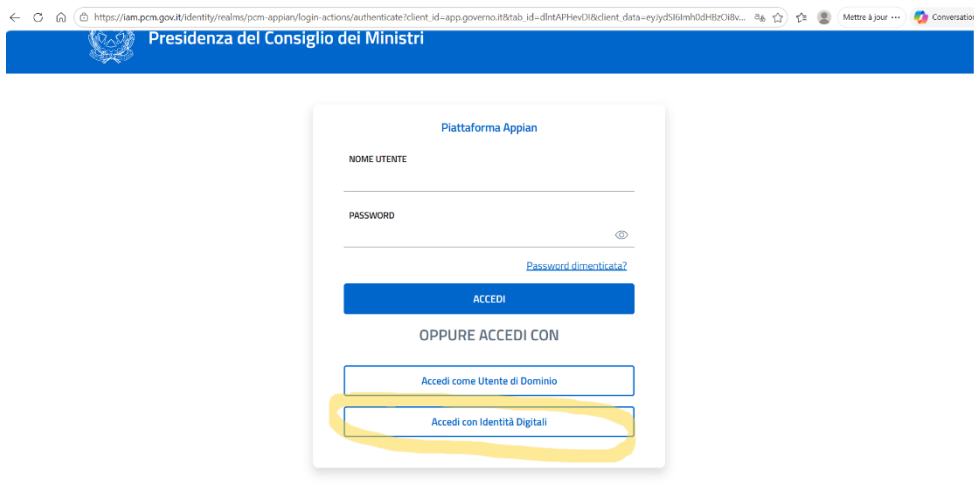 https://iam.pcm.gov.it/identity/realms/pcm-appian/login-actions/authenticate?client_id=app.governo.it&tab_id=dlntAPHevDI&client_data=eyJydSI6Imh0dHBzOi8v... Mettre à jour ... Conversation
Presidenza del Consiglio dei Ministri
Piattaforma Appian
NOME UTENTE
PASSWORD
Password dimenticata?
ACCEDI
OPPURE ACCEDI CON
Accedi come Utente di Dominio
Accedi con Identità Digitali